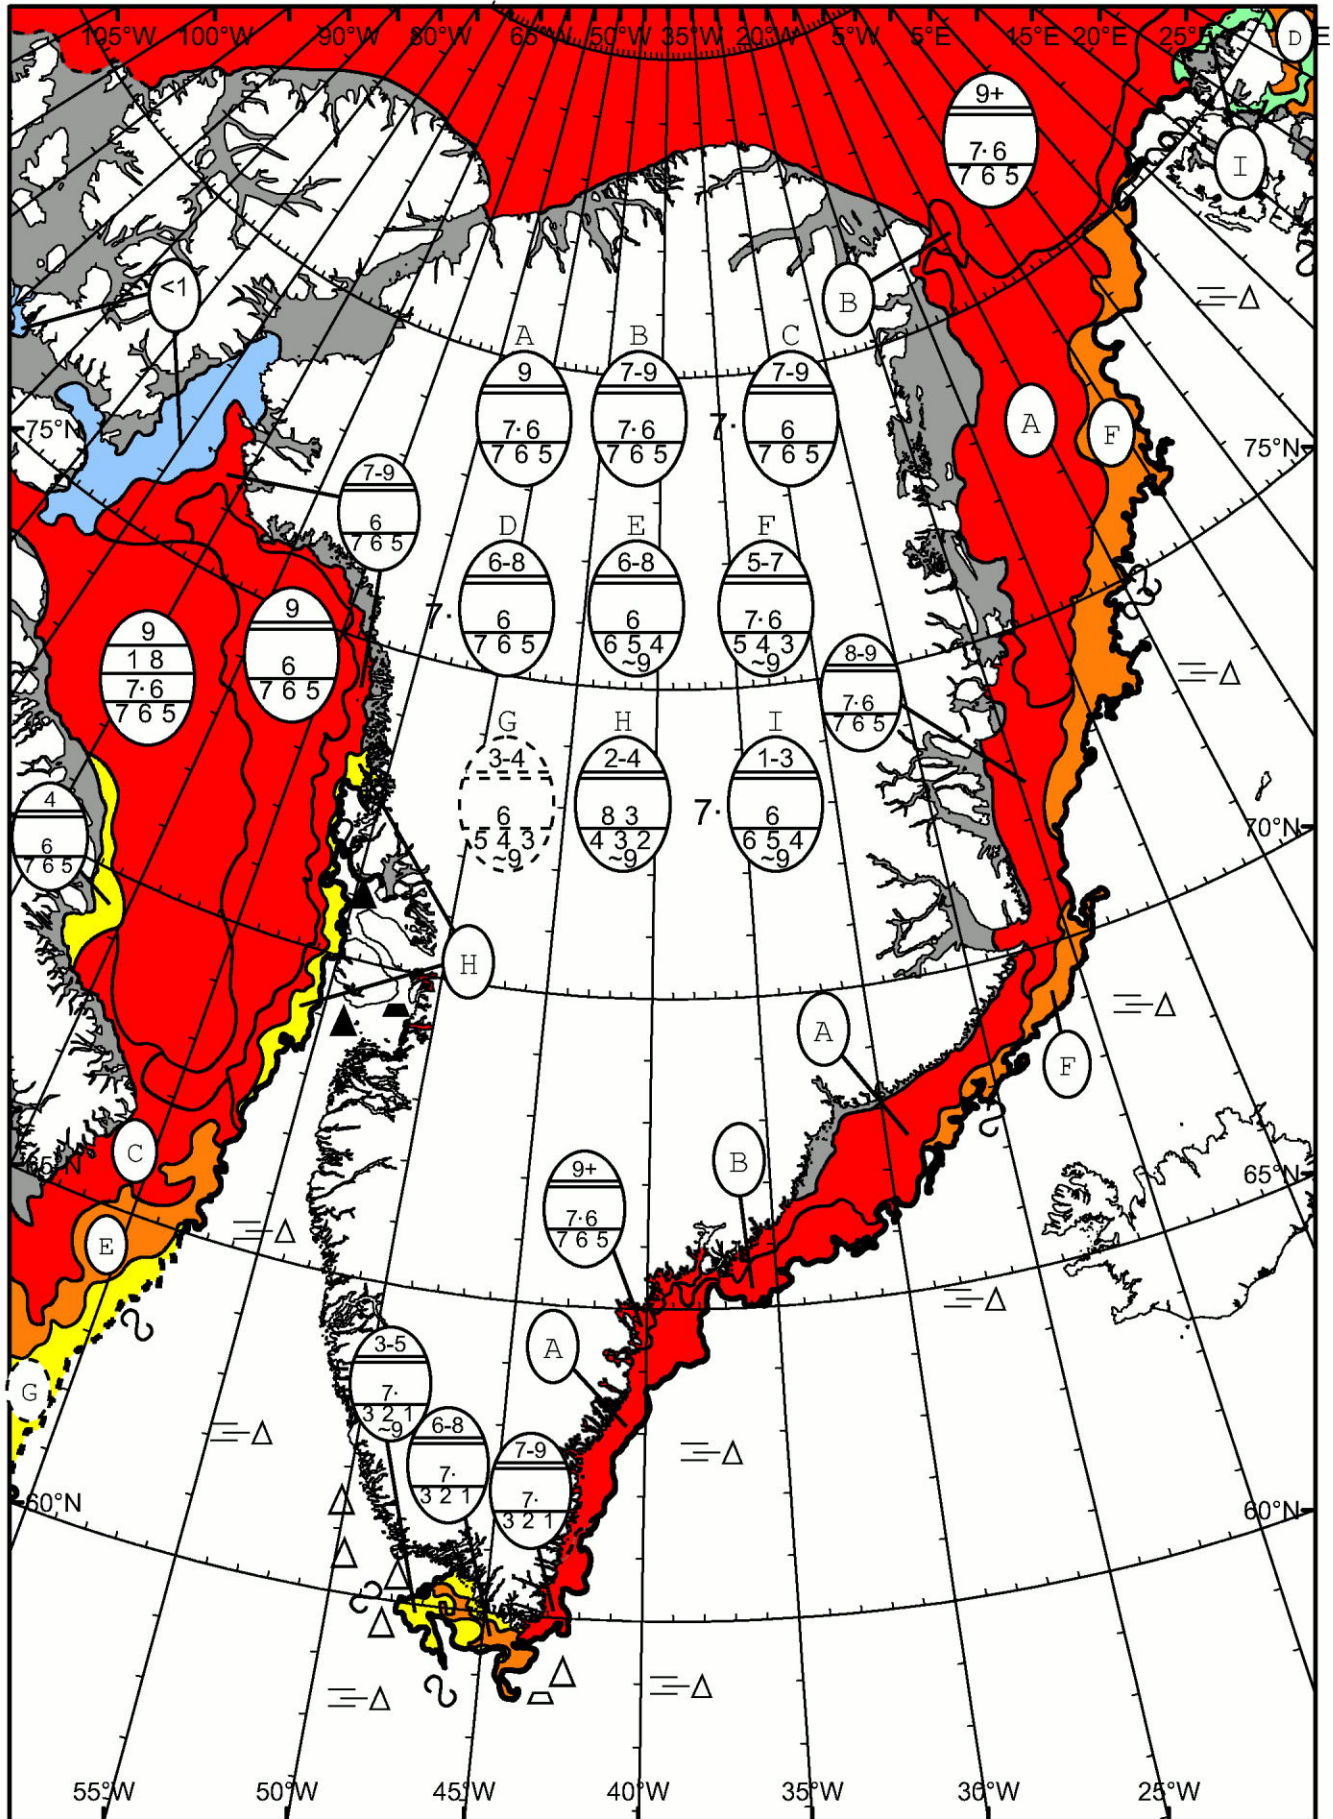 105°W 100°W 90°W 80°W 65°W 50°W 35°W 20°W 5°W 5°E 15°E 20°E 25°E
D
9+
7· 6
7 6 5
I
<1
B
A B C
9 7-9 7-9
7· 6 7· 6 7· 6
7 6 5 7 6 5 7 6 5
75°N
A
F
75°N
7-9
6
7 6 5
D E F
6-8 6-8 5-7
7· 6 6 7· 6
7 6 5 6 5 4 5 4 3
~9 ~9
9
1 8
7· 6
7 6 5
9
6
7 6 5
8-9
7· 6
7 6 5
G H I
3-4 2-4 1-3
6 8 3 7· 6
5 4 3 4 3 2 6 5 4
~9 ~9 ~9
4
6
7 6 5
70°N
H
A
F
C
B
65°N
65°N
9+
7· 6
7 6 5
E
A
G
3-5
7·
3 2 1
~9
6-8
7·
3 2 1
7-9
7·
3 2 1
60°N
60°N
55°W 50°W 45°W 40°W 35°W 30°W 25°W